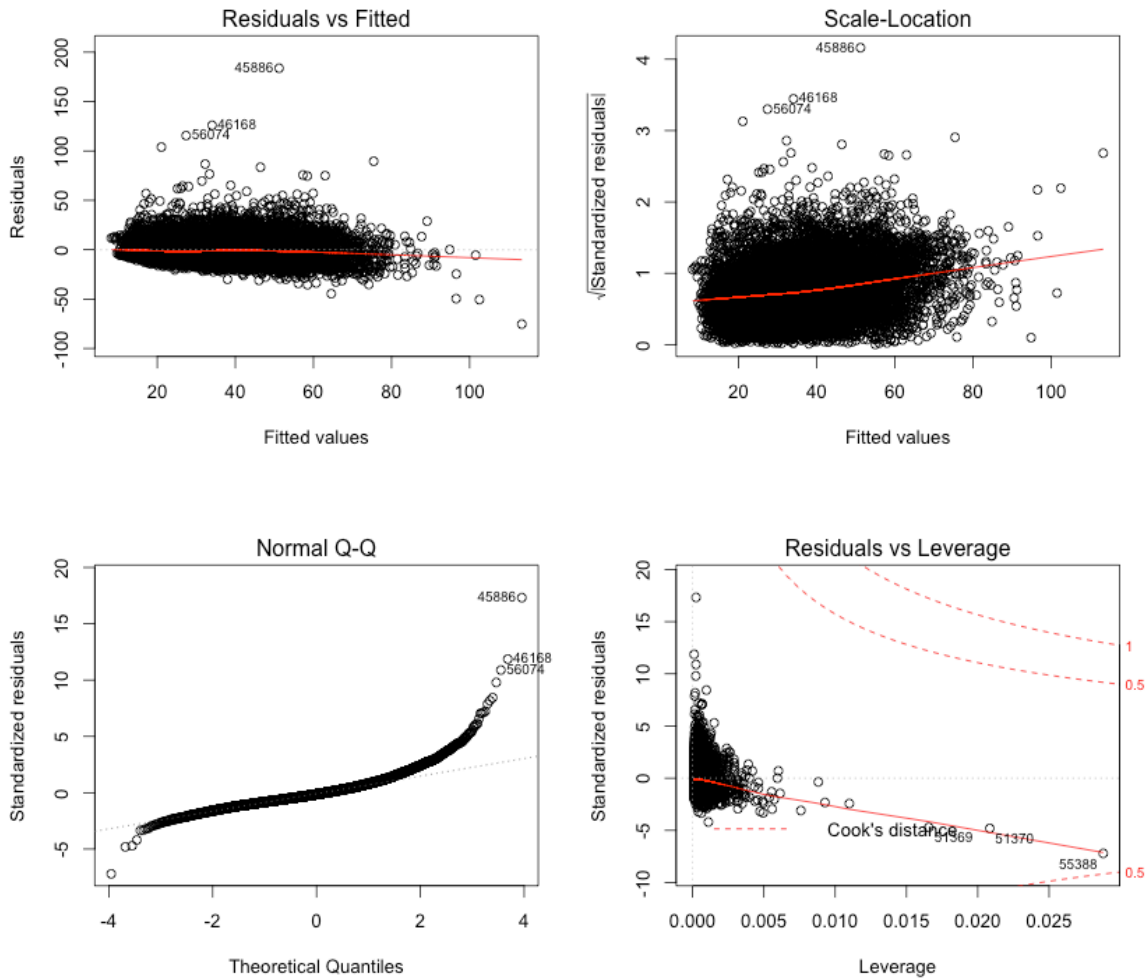 Residuals vs Fitted
200
150
100
50
0
-50
-100
Residuals
45886
46168
56074
20 40 60 80 100
Fitted values
Scale-Location
4
3
2
1
0
√|Standardized residuals|
45886
46168
56074
20 40 60 80 100
Fitted values
Normal Q-Q
20
15
10
5
0
-5
Standardized residuals
45886
46168
56074
-4 -2 0 2 4
Theoretical Quantiles
Residuals vs Leverage
20
15
10
5
0
-5
-10
Standardized residuals
1
0.5
Cook's distance
51369
51370
55388
0.5
0.000 0.005 0.010 0.015 0.020 0.025
Leverage